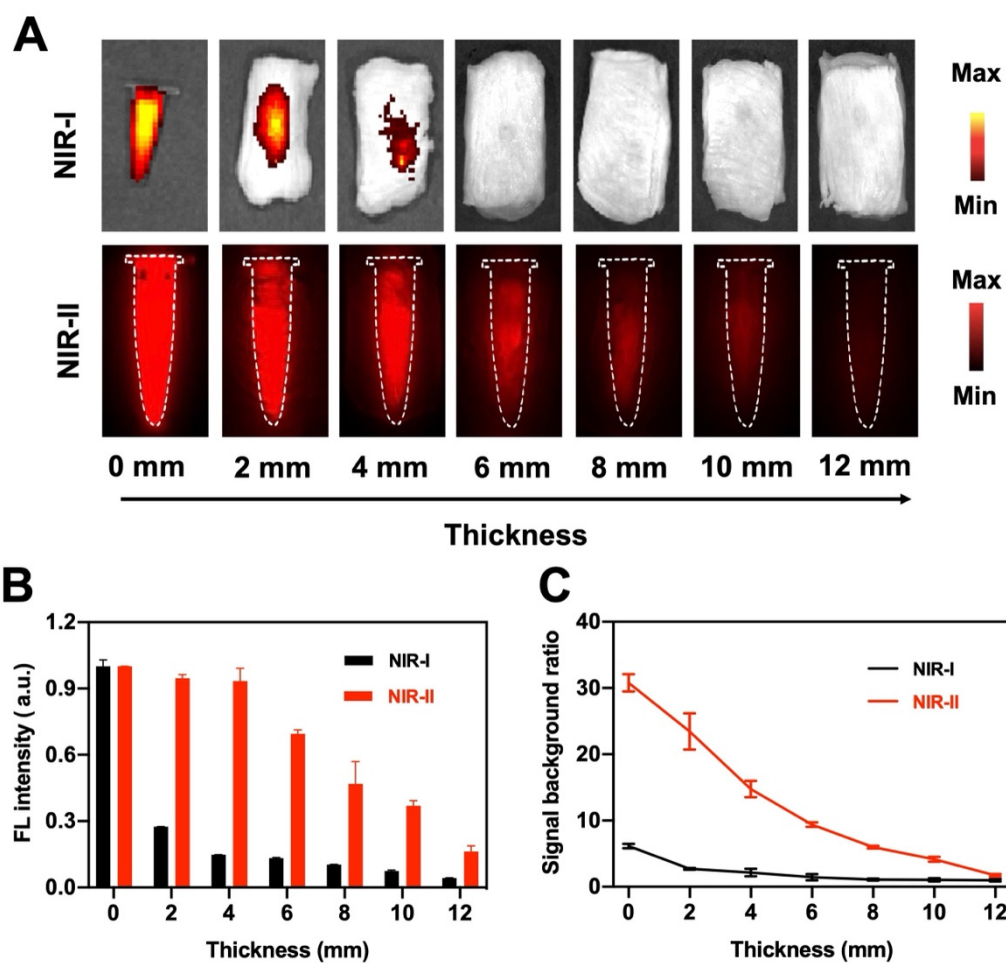 A
NIR-I
Max
Min
NIR-II
Max
Min
0 mm 2 mm 4 mm 6 mm 8 mm 10 mm 12 mm
Thickness
B
FL intensity ( a.u.)
1.2
0.9
0.6
0.3
0.0
NIR-I
NIR-II
0 2 4 6 8 10 12
Thickness (mm)
C
Signal background ratio
40
30
20
10
0
NIR-I
NIR-II
0 2 4 6 8 10 12
Thickness (mm)